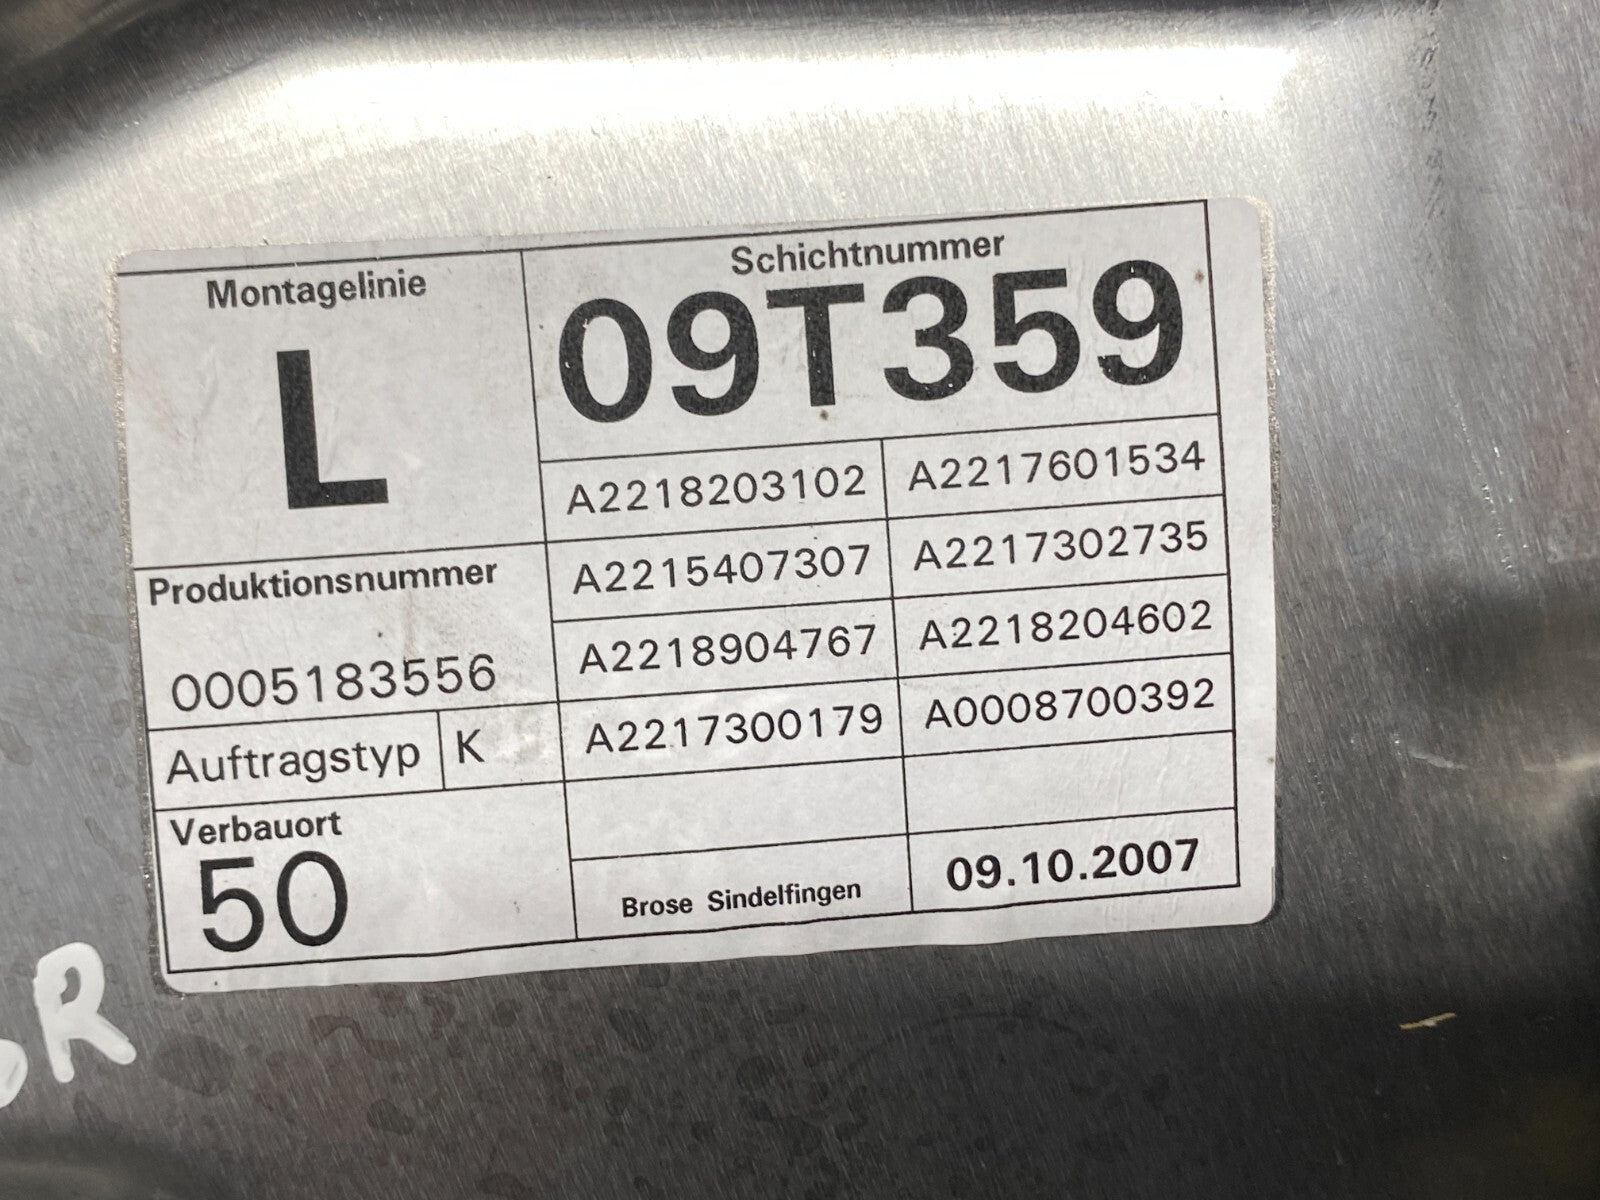 Montagelinie
L
Schichtnummer
09T359
A2218203102 A2217601534
A2215407307 A2217302735
A2218904767 A2218204602
A2217300179 A0008700392
Produktionsnummer
0005183556
Auftragstyp K
Verbauort
50
Brose Sindelfingen 09.10.2007